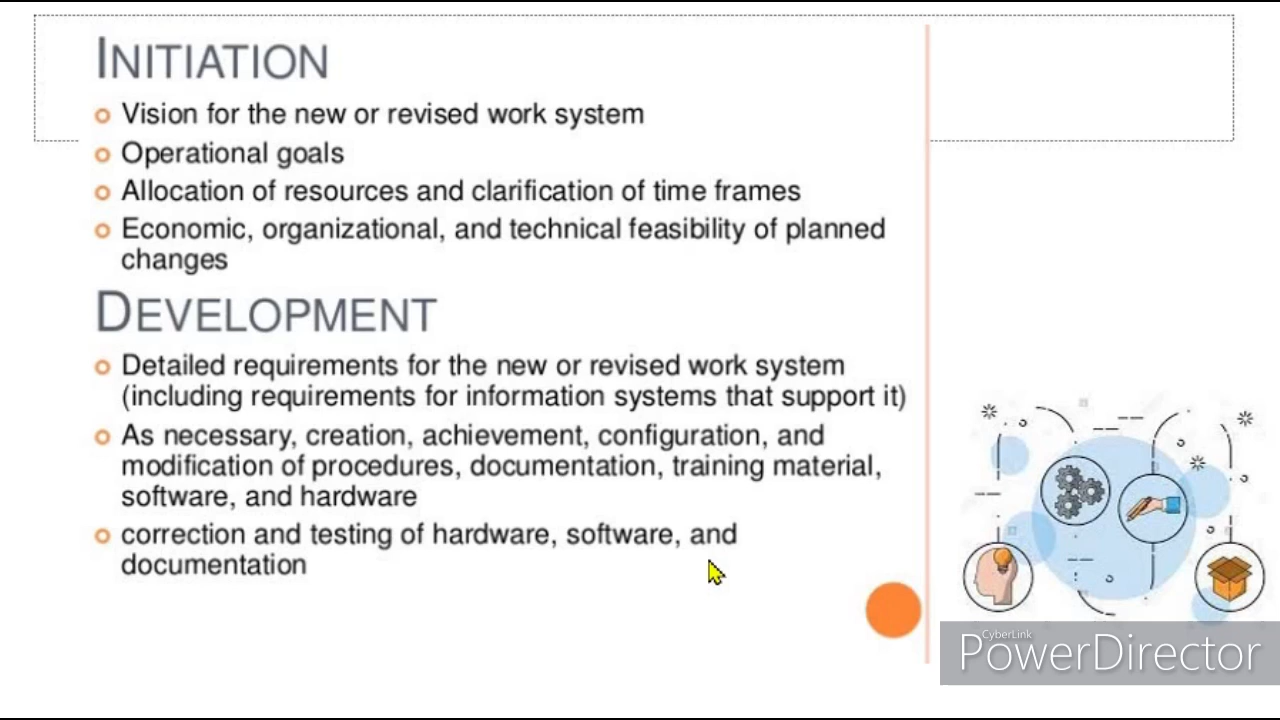 INITIATION
Vision for the new or revised work system
Operational goals
Allocation of resources and clarification of time frames
Economic, organizational, and technical feasibility of planned
changes
DEVELOPMENT
Detailed requirements for the new or revised work system
(including requirements for information systems that support it)
As necessary, creation, achievement, configuration, and
modification of procedures, documentation, training material,
software, and hardware
correction and testing of hardware, software, and
documentation
CyberLink
PowerDirector